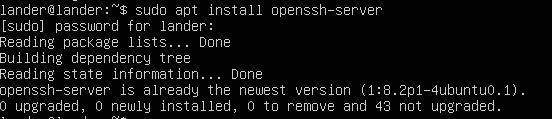 lander@lander:~$ sudo apt install openssh-server
[sudo] password for lander:
Reading package lists... Done
Building dependency tree
Reading state information... Done
openssh-server is already the newest version (1:8.2p1-4ubuntu0.1).
0 upgraded, 0 newly installed, 0 to remove and 43 not upgraded.
lander@lander:~$